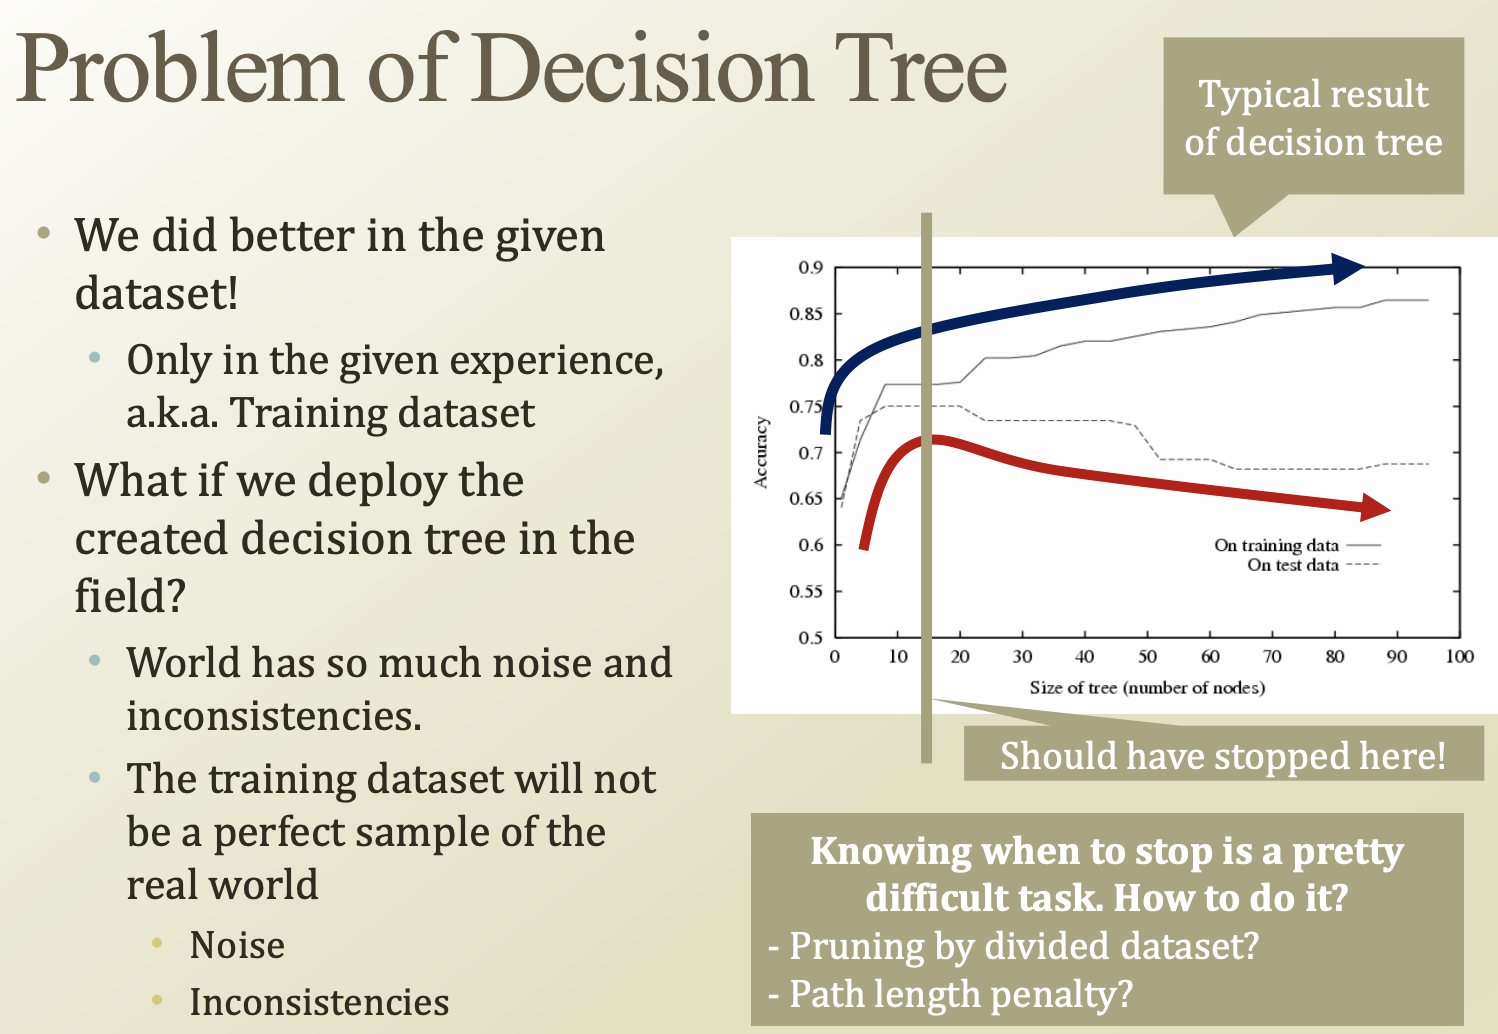 Problem of Decision Tree
Typical result
of decision tree
• We did better in the given
dataset!
• Only in the given experience,
a.k.a. Training dataset
• What if we deploy the
created decision tree in the
field?
• World has so much noise and
inconsistencies.
• The training dataset will not
be a perfect sample of the
real world
• Noise
• Inconsistencies
0.9
0.85
0.8
0.75
0.7
0.65
0.6
0.55
0.5
Accuracy
On training data
On test data
0 10 20 30 40 50 60 70 80 90 100
Size of tree (number of nodes)
Should have stopped here!
Knowing when to stop is a pretty
difficult task. How to do it?
- Pruning by divided dataset?
- Path length penalty?